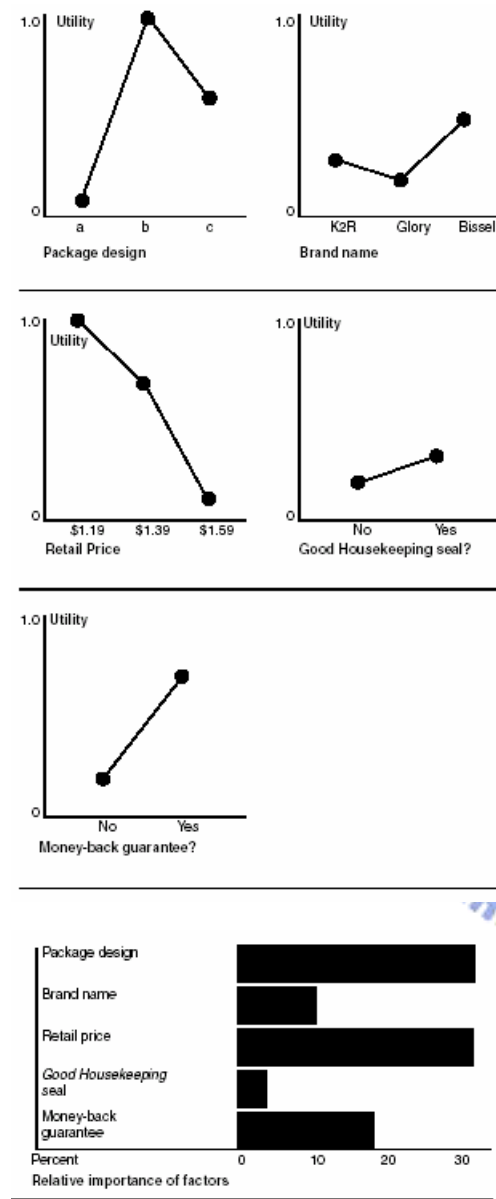 1.0 Utility
0
a b c
Package design
1.0 Utility
0
K2R Glory Bissel
Brand name
1.0
Utility
0
$1.19 $1.39 $1.59
Retail Price
1.0 Utility
0
No Yes
Good Housekeeping seal?
1.0 Utility
0
No Yes
Money-back guarantee?
Package design
Brand name
Retail price
Good Housekeeping
seal
Money-back
guarantee
Percent 0 10 20 30
Relative importance of factors